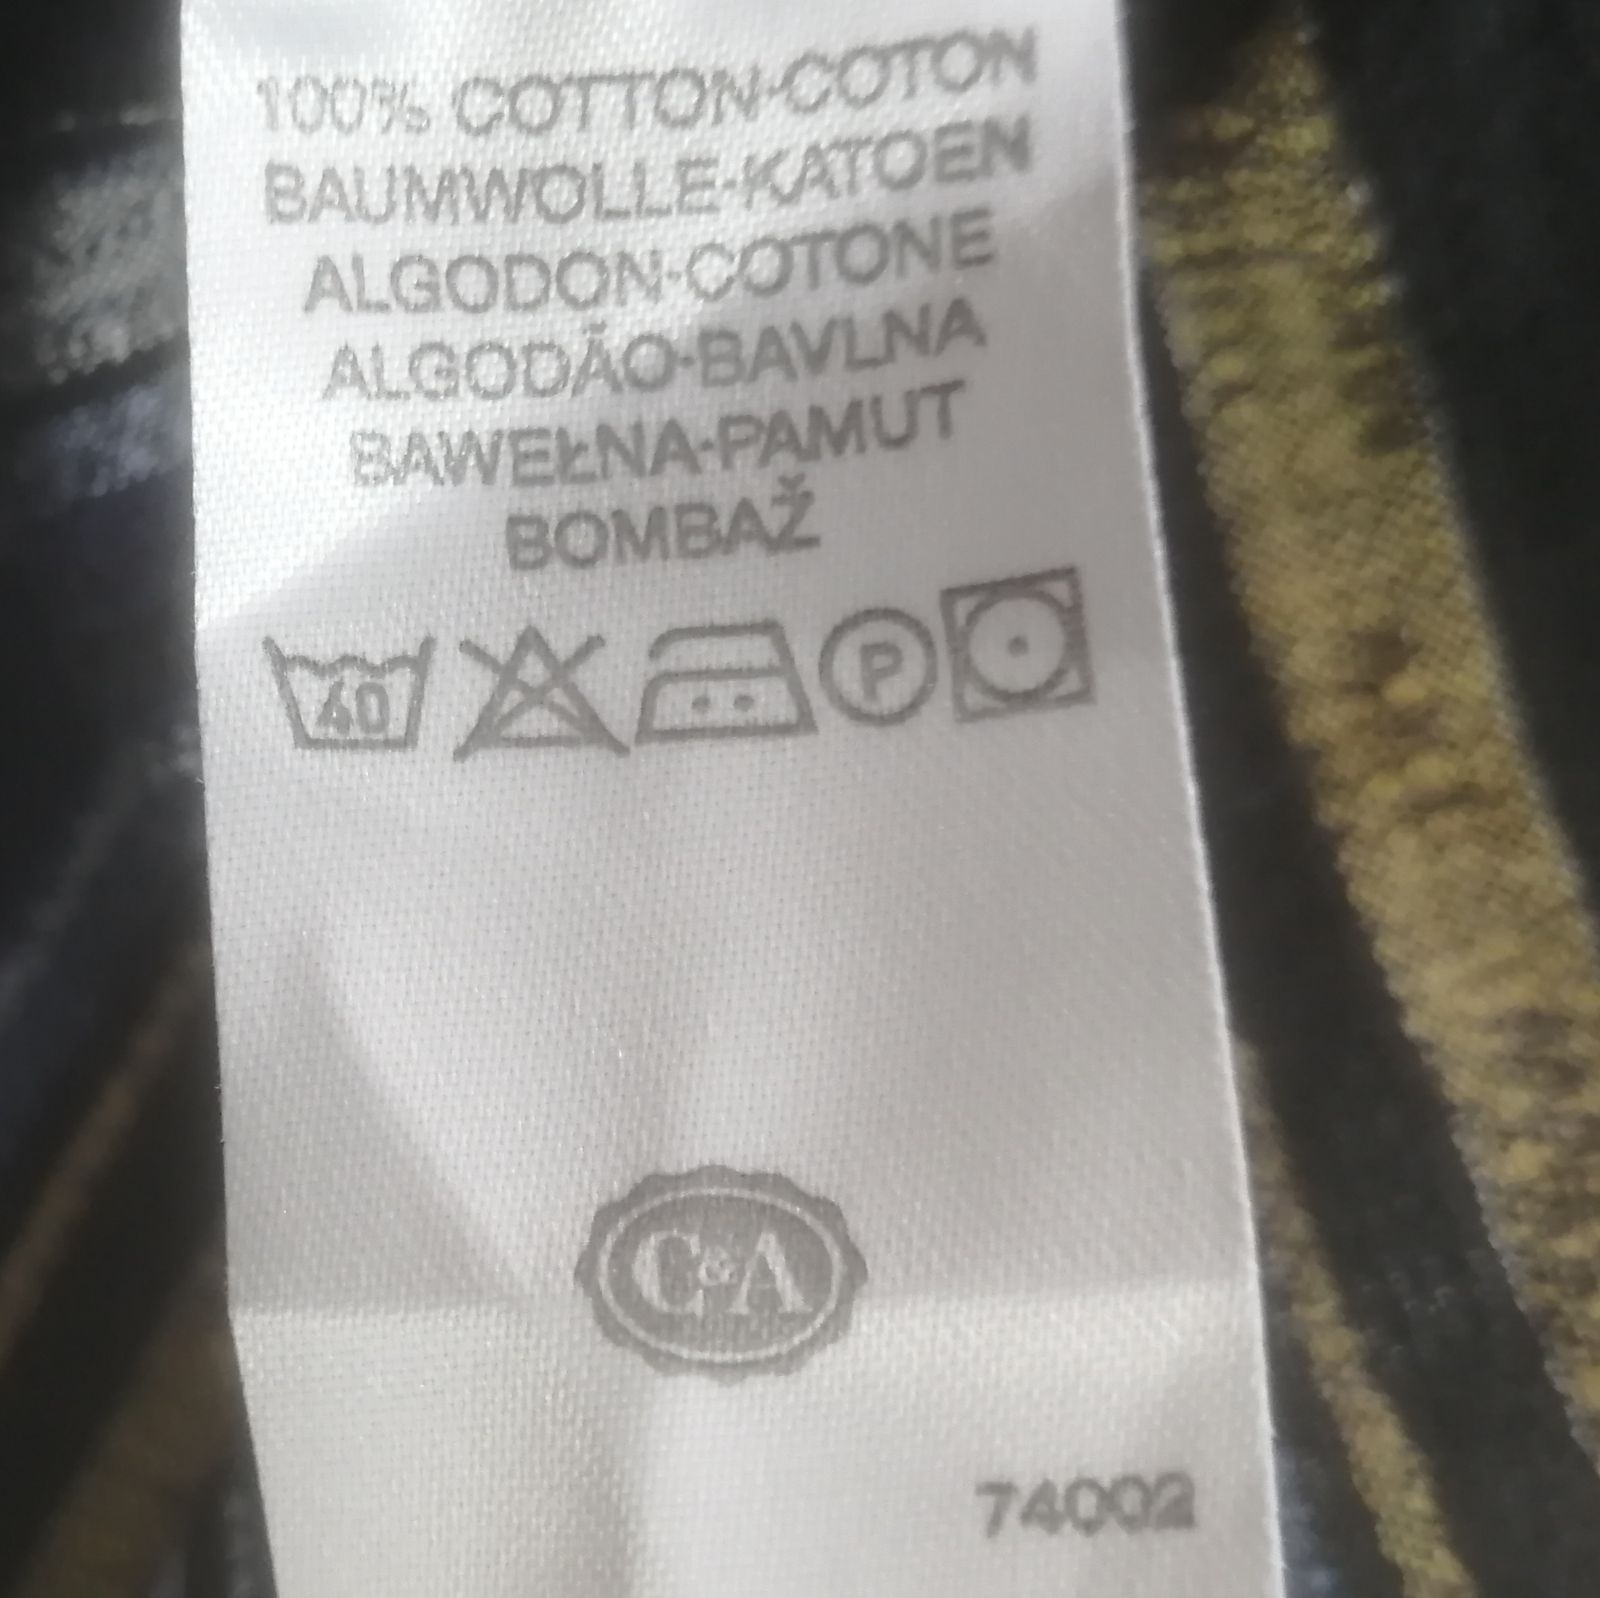 100% COTTON-COTON
BAUMWOLLE-KATOEN
ALGODON-COTONE
ALGODÃO-BAVLNA
BAWEŁNA-PAMUT
BOMBAŽ
40 P
C&A
74002